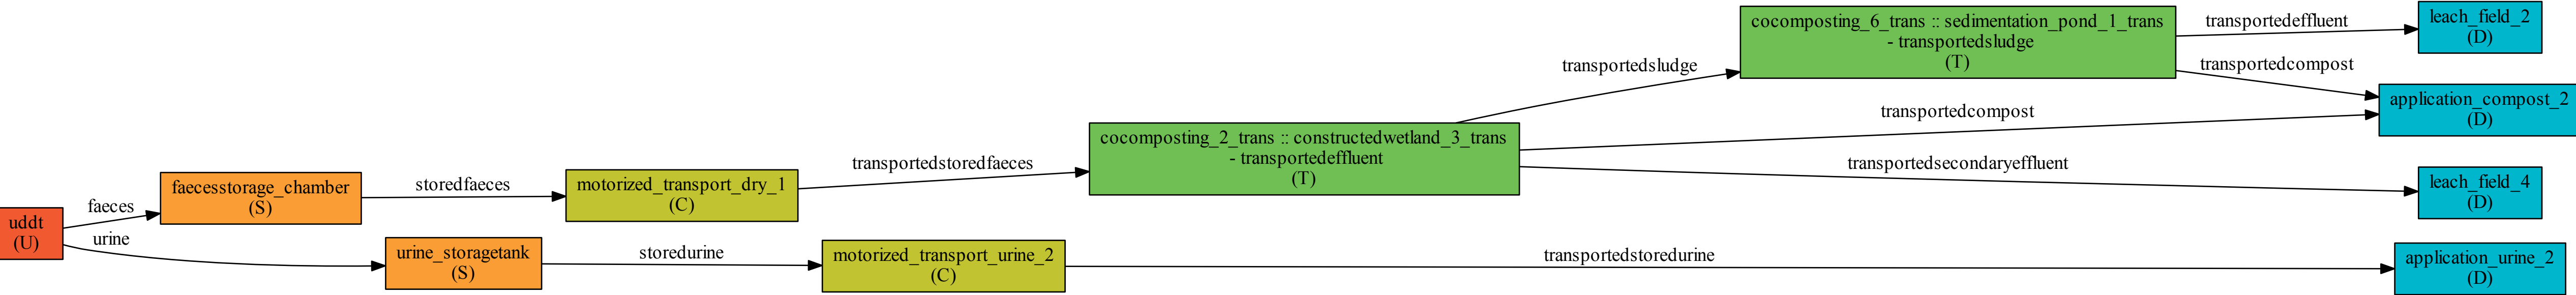 uddt
(U)
faeces
urine
faecesstorage_chamber
(S)
storedfaeces
urine_storagetank
(S)
storedurine
motorized_transport_dry_1
(C)
transportedstoredfaeces
motorized_transport_urine_2
(C)
transportedstoredurine
cocomposting_2_trans :: constructedwetland_3_trans
- transportedeffluent
(T)
transportedsludge
transportedcompost
transportedsecondaryeffluent
cocomposting_6_trans :: sedimentation_pond_1_trans
- transportedsludge
(T)
transportedeffluent
transportedcompost
leach_field_2
(D)
application_compost_2
(D)
leach_field_4
(D)
application_urine_2
(D)